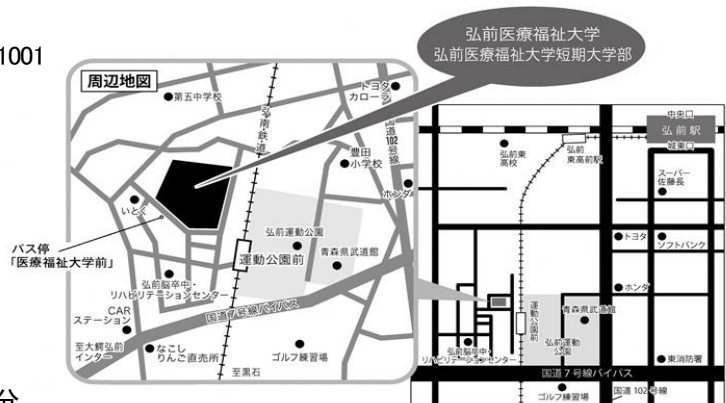 1001
弘前医療福祉大学
弘前医療福祉大学短期大学部
周辺地図
第五中学校
トヨタ
カローラ
弘南鉄道
国道102号線
豊田
小学校
ホンダ
いとく
バス停
「医療福祉大学前」
弘前運動公園
運動公園前
青森県武道館
弘前脳卒中・
リハビリテーションセンター
CAR
ステーション
国道7号線バイパス
至大鰐弘前
インター
なこし
りんご直売所
至黒石
ゴルフ練習場
中央口
弘前駅
城東口
弘前東
高校
弘前
東高前駅
スーパー
佐藤長
トヨタ
ソフトバンク
ホンダ
運動公園前
青森県武道館
弘前運動
公園
弘前脳卒中・
リハビリテーションセンター
東消防署
国道7号線バイパス
ゴルフ練習場
国道102号線
分